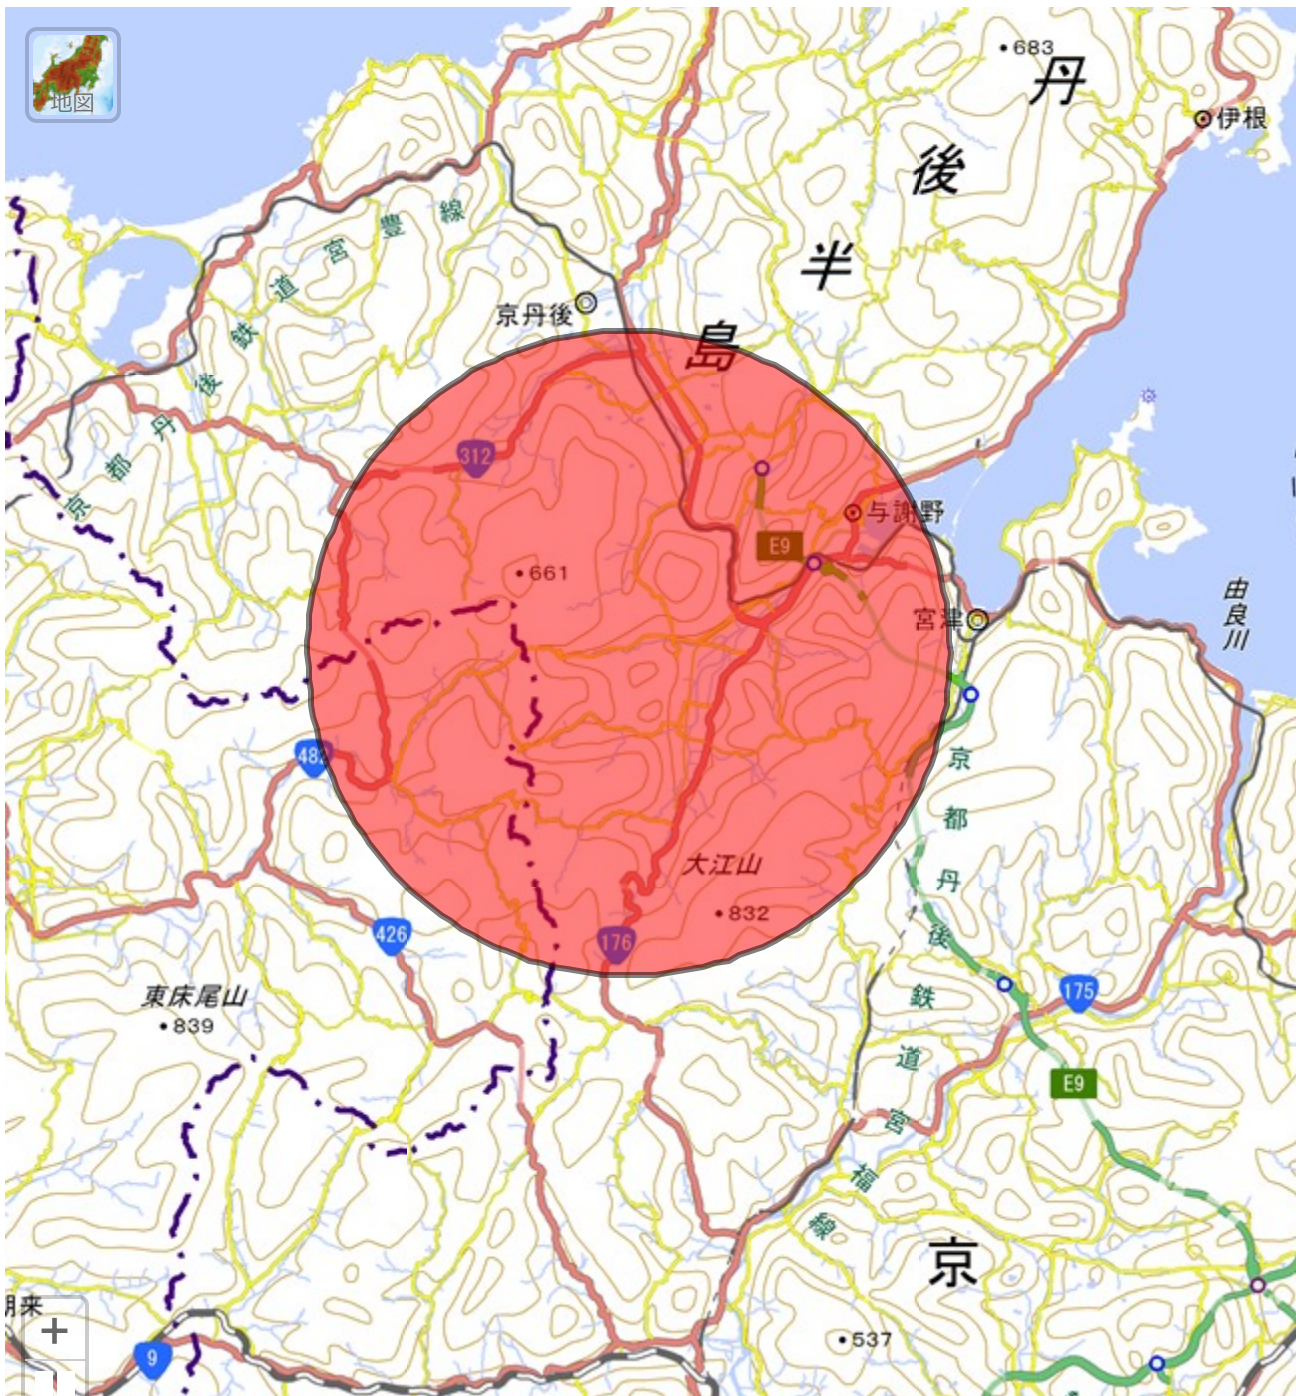 地図
683
丹
後
半
島
伊根
京都丹後鉄道宮豊線
京丹後
312
与謝野
E9
661
宮津
由良川
482
京都丹後鉄道宮福線
大江山
832
426
176
東床尾山
839
175
E9
京
朝来
+
9
537